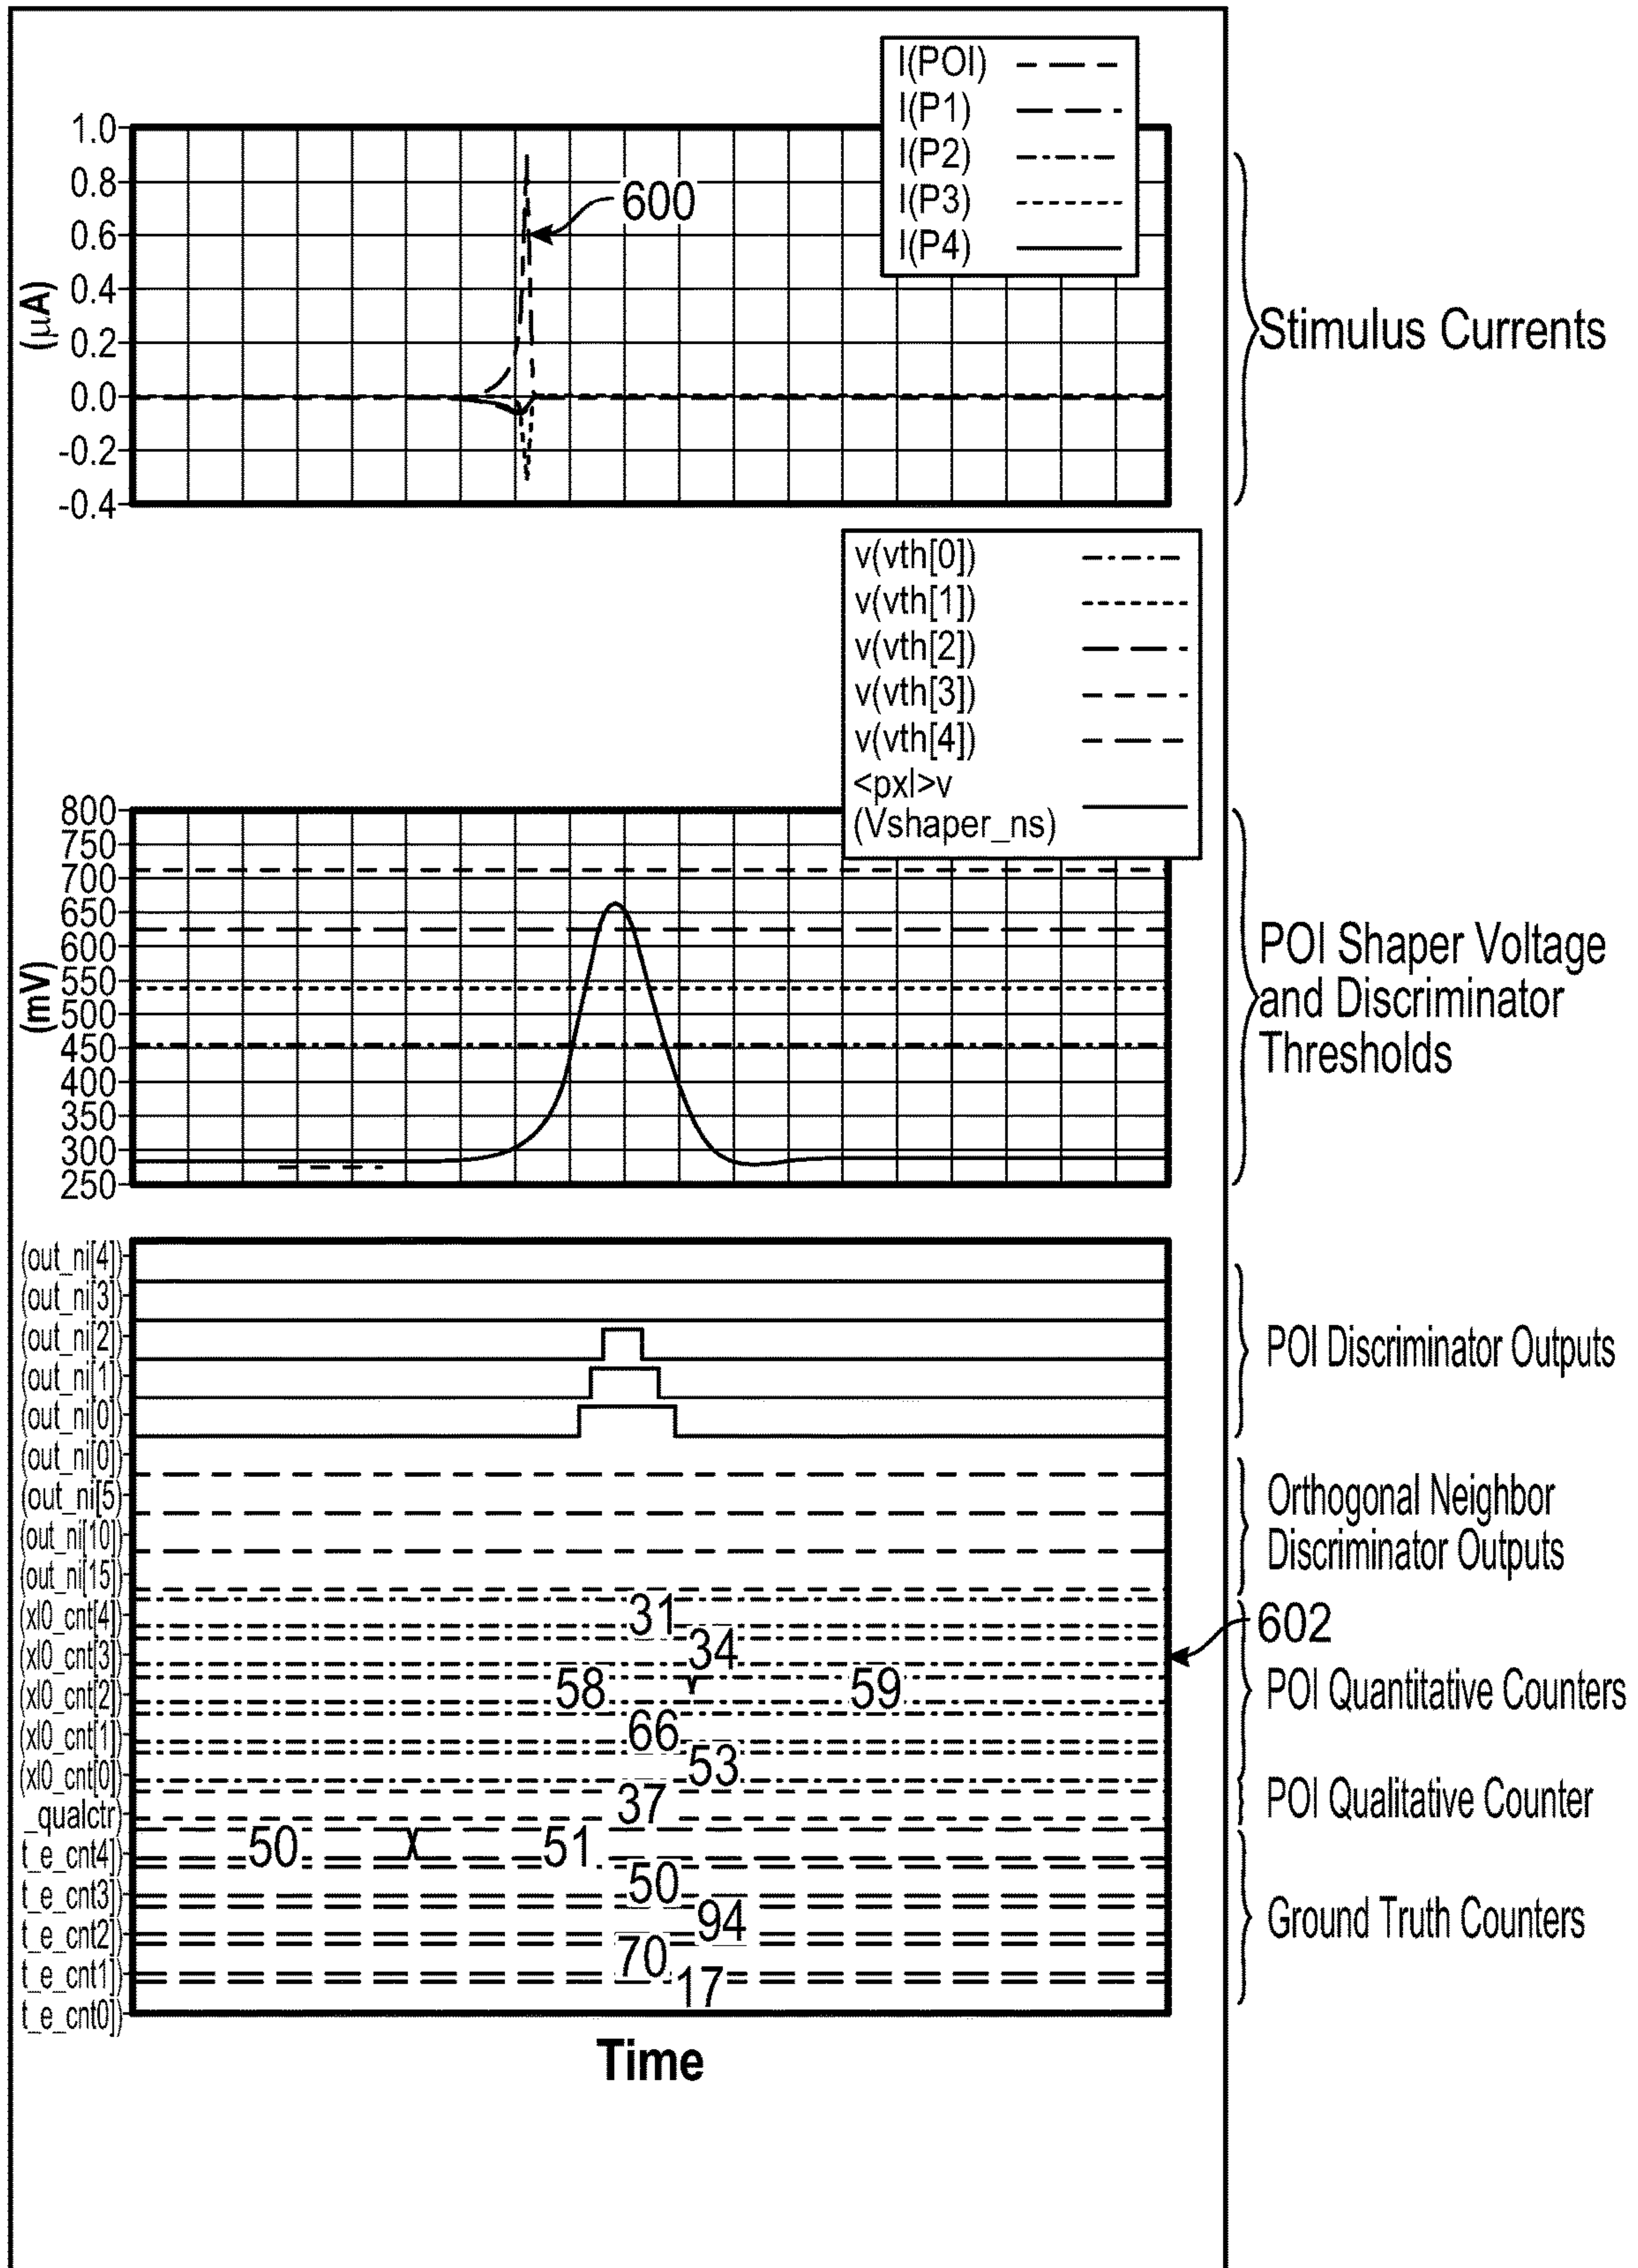 I(POI)
I(P1)
I(P2)
I(P3)
I(P4)
1.0
0.8
0.6
0.4
0.2
0.0
-0.2
-0.4
(μA)
600
Stimulus Currents
v(vth[0])
v(vth[1])
v(vth[2])
v(vth[3])
v(vth[4])
<pxl>v
(Vshaper_ns)
800
750
700
650
600
550
500
450
400
350
300
250
(mV)
POI Shaper Voltage
and Discriminator
Thresholds
(out_ni[4])
(out_ni[3])
(out_ni[2])
(out_ni[1])
(out_ni[0])
POI Discriminator Outputs
(out_ni[0])
(out_ni[5])
(out_ni[10])
(out_ni[15])
Orthogonal Neighbor
Discriminator Outputs
602
(xl0_cnt[4])
31
(xl0_cnt[3])
34
(xl0_cnt[2])
58
59
(xl0_cnt[1])
66
(xl0_cnt[0])
53
POI Quantitative Counters
_qualctr)
37
POI Qualitative Counter
t_e_cnt4])
50
51
t_e_cnt3])
50
t_e_cnt2])
94
t_e_cnt1])
70
t_e_cnt0])
17
Ground Truth Counters
Time